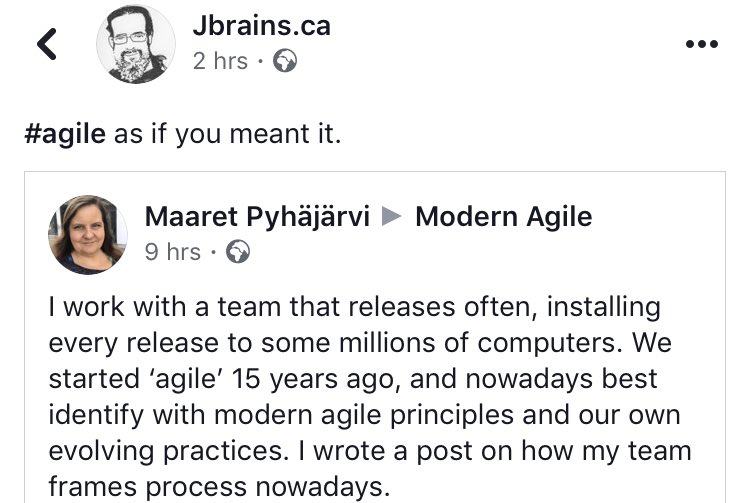 Jbrains.ca
2 hrs ·
#agile as if you meant it.
Maaret Pyhäjärvi ▶ Modern Agile
9 hrs ·
I work with a team that releases often, installing
every release to some millions of computers. We
started ‘agile’ 15 years ago, and nowadays best
identify with modern agile principles and our own
evolving practices. I wrote a post on how my team
frames process nowadays.